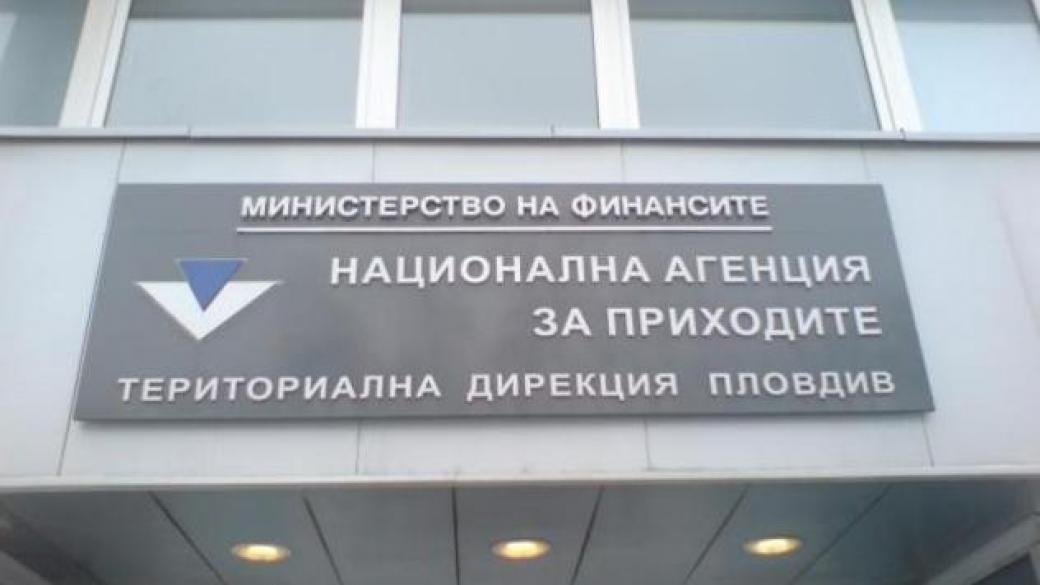 МИНИСТЕРСТВО НА ФИНАНСИТЕ
НАЦИОНАЛНА АГЕНЦИЯ
ЗА ПРИХОДИТЕ
ТЕРИТОРИАЛНА ДИРЕКЦИЯ ПЛОВДИВ